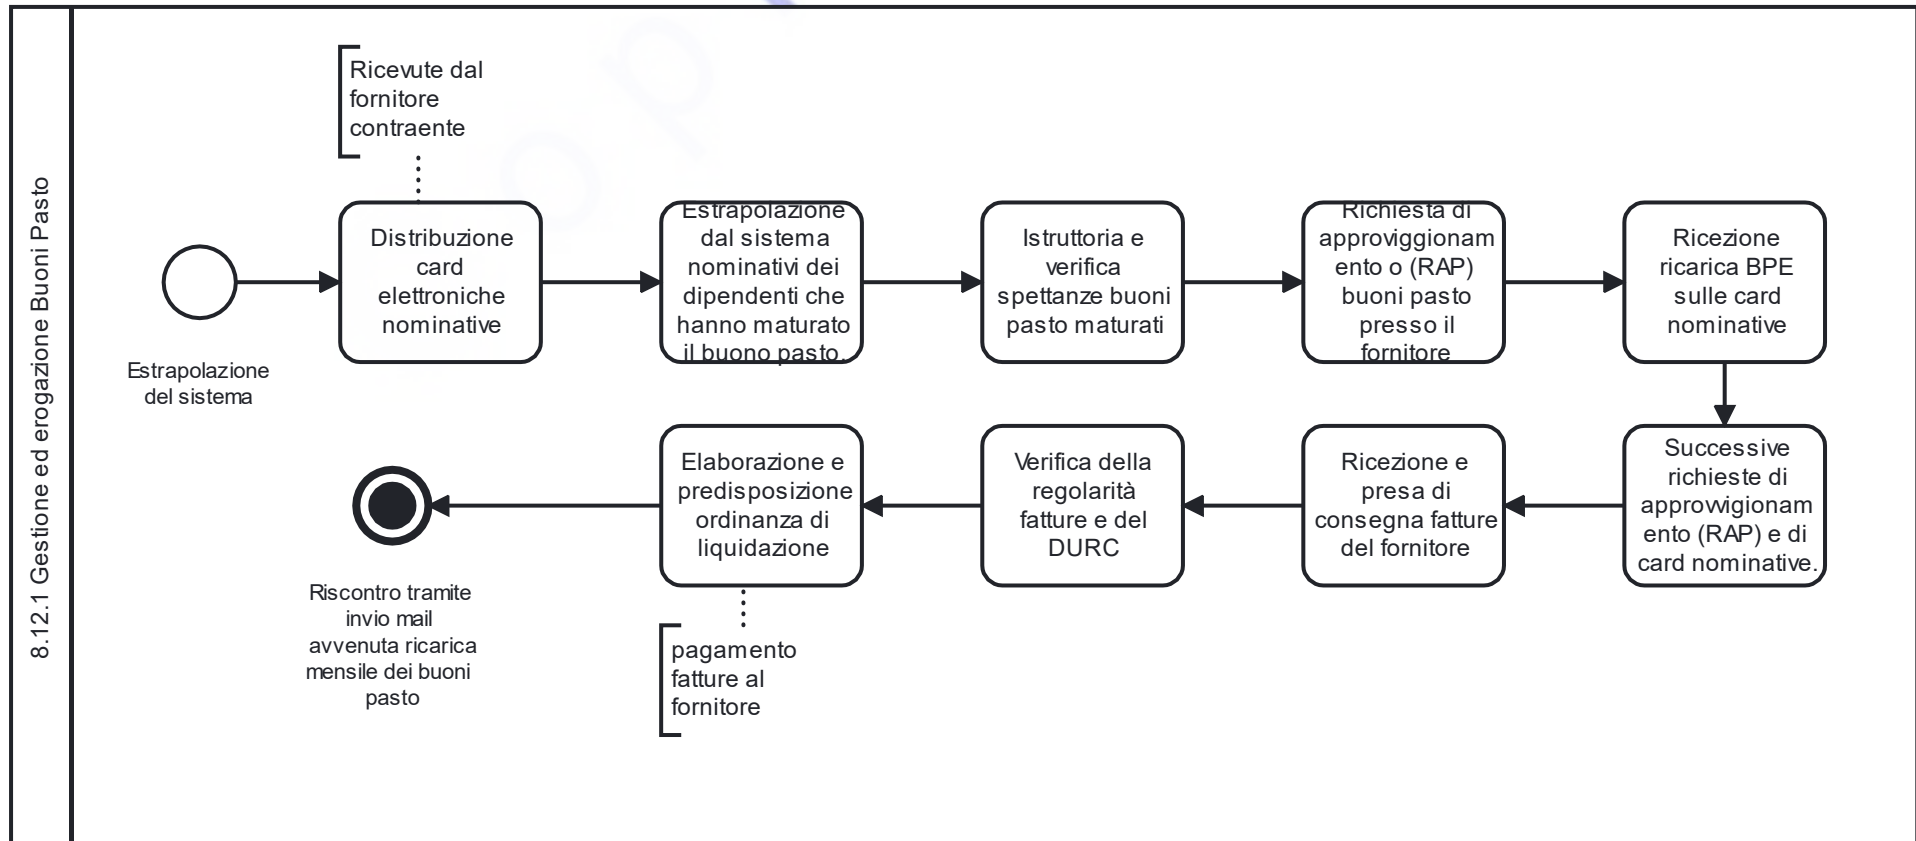 8.12.1 Gestione ed erogazione Buoni Pasto
Ricevute dal
fornitore
contraente
Estrapolazione
del sistema
Distribuzione
card
elettroniche
nominative
Estrapolazione
dal sistema
nominativi dei
dipendenti che
hanno maturato
il buono pasto.
Istruttoria e
verifica
spettanze buoni
pasto maturati
Richiesta di
approviggionam
ento o (RAP)
buoni pasto
presso il
fornitore
Ricezione
ricarica BPE
sulle card
nominative
Successive
richieste di
approvvigionam
ento (RAP) e di
card nominative.
Ricezione e
presa di
consegna fatture
del fornitore
Verifica della
regolarità
fatture e del
DURC
Elaborazione e
predisposizione
ordinanza di
liquidazione
pagamento
fatture al
fornitore
Riscontro tramite
invio mail
avvenuta ricarica
mensile dei buoni
pasto